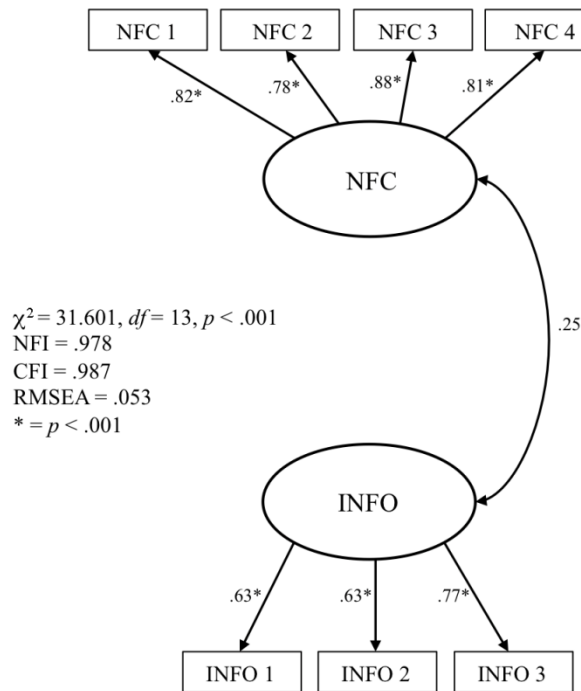 NFC 1 NFC 2 NFC 3 NFC 4
.82* .78* .88* .81*
NFC
χ² = 31.601, df = 13, p < .001
NFI = .978
CFI = .987
RMSEA = .053
* = p < .001
.25
INFO
.63* .63* .77*
INFO 1 INFO 2 INFO 3